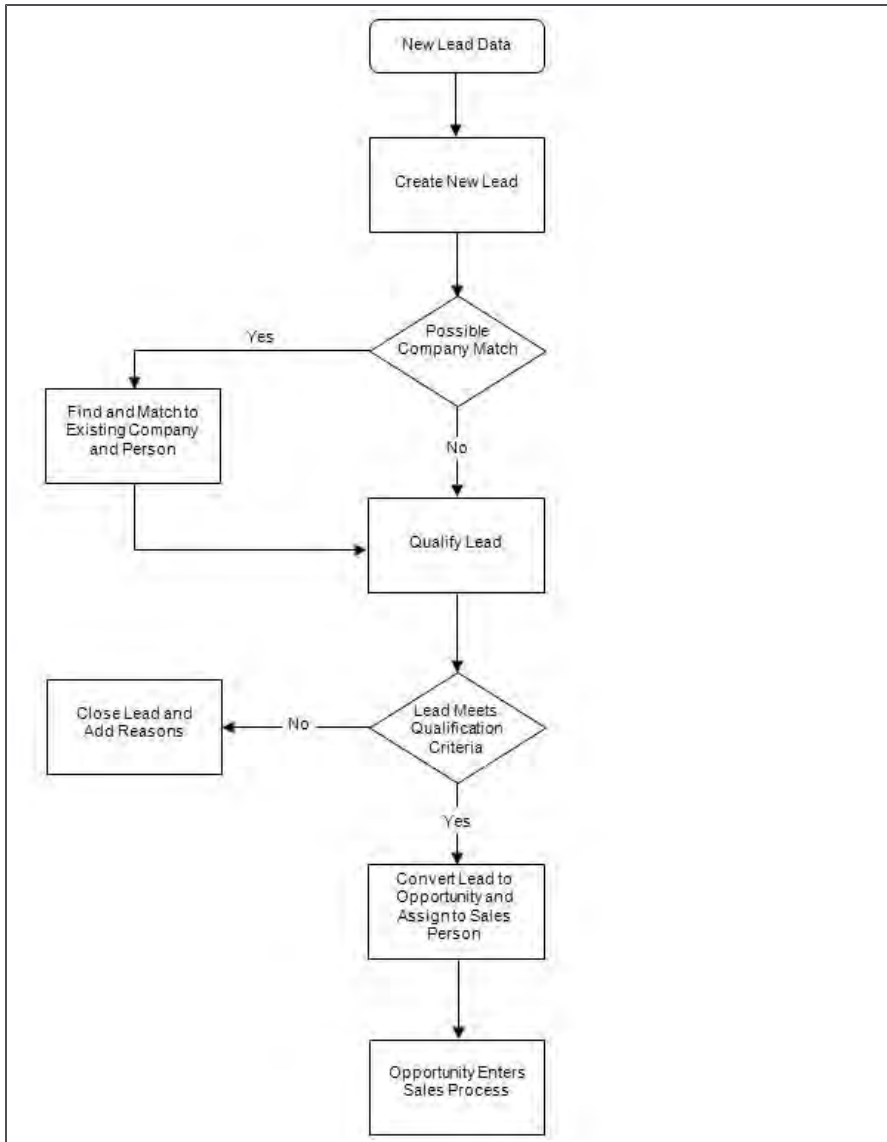 New Lead Data
Create New Lead
Possible
Company Match
Yes
Find and Match to
Existing Company
and Person
No
Qualify Lead
Lead Meets
Qualification
Criteria
No
Close Lead and
Add Reasons
Yes
Convert Lead to
Opportunity and
Assign to Sales
Person
Opportunity Enters
Sales Process